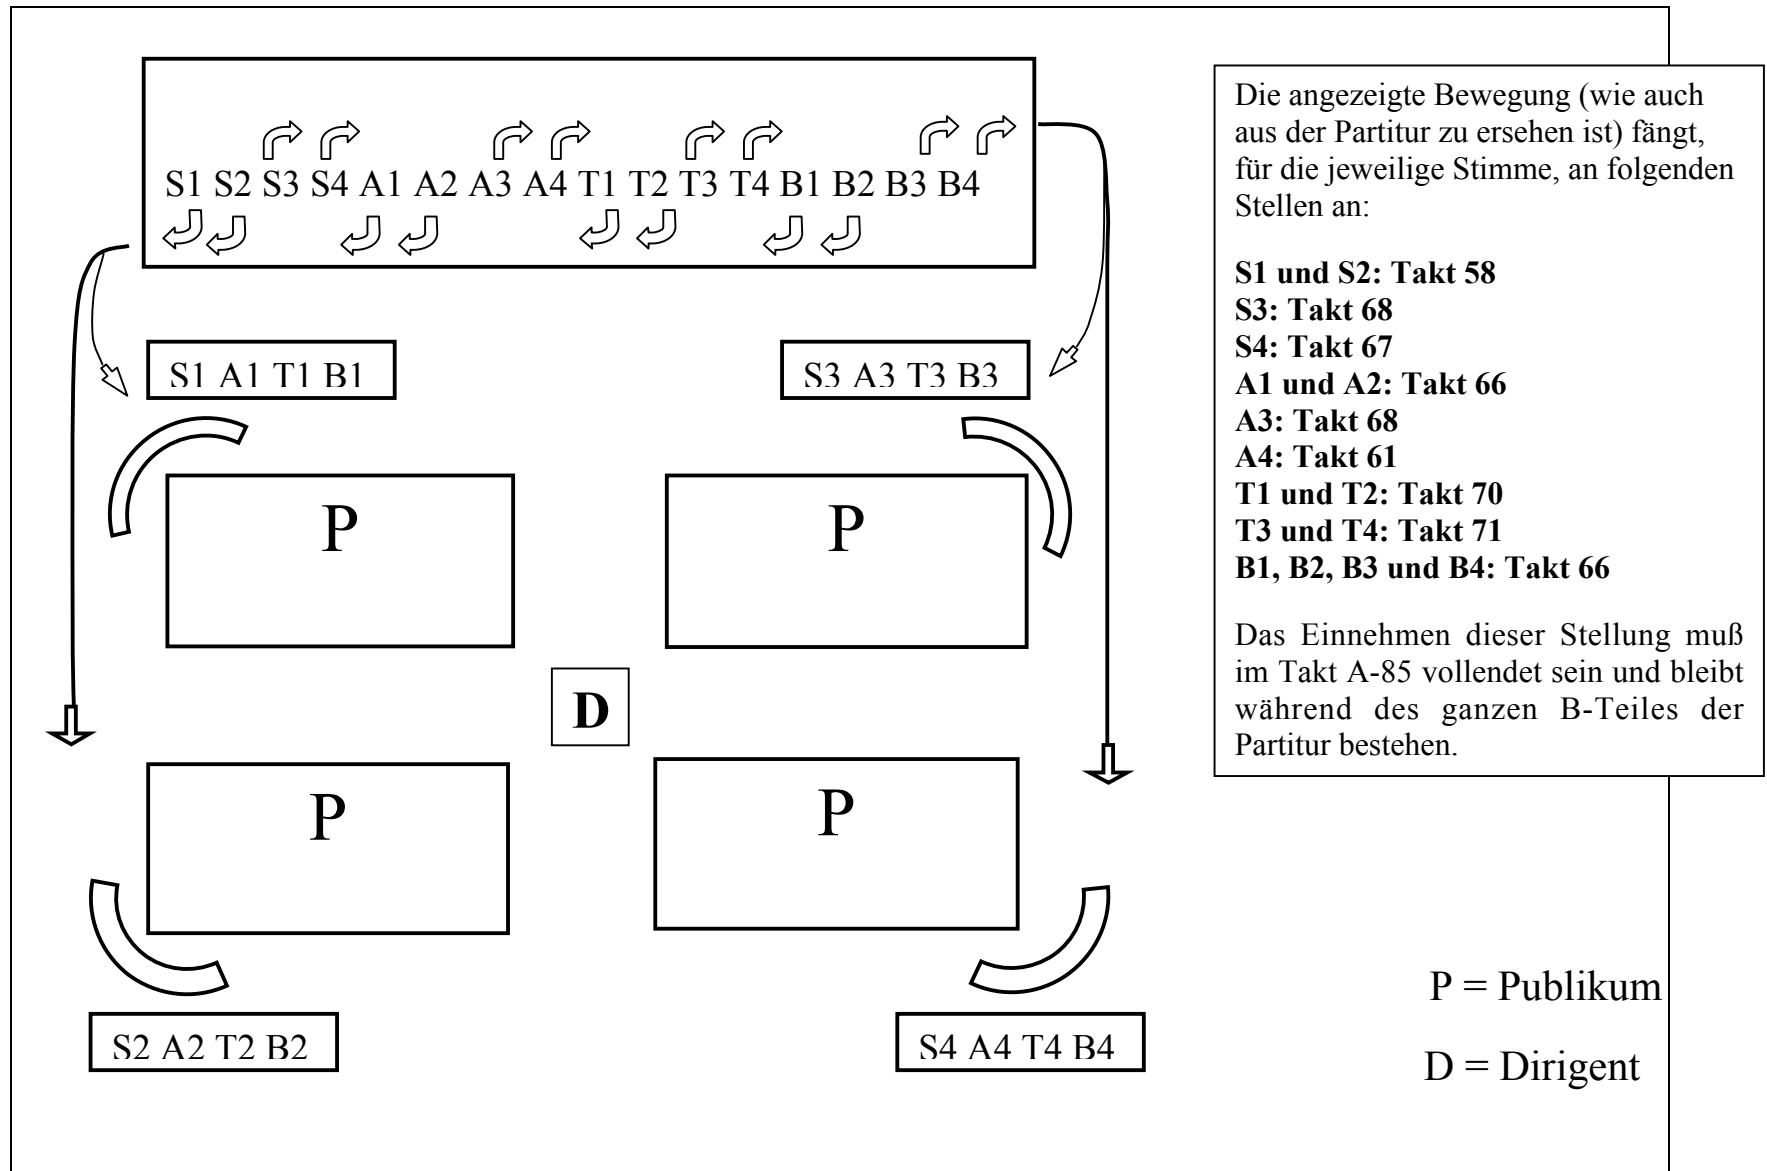 S1 S2 S3 S4 A1 A2 A3 A4 T1 T2 T3 T4 B1 B2 B3 B4
S1 A1 T1 B1
S3 A3 T3 B3
P
P
D
P
P
S2 A2 T2 B2
S4 A4 T4 B4
Die angezeigte Bewegung (wie auch
aus der Partitur zu ersehen ist) fängt,
für die jeweilige Stimme, an folgenden
Stellen an:
S1 und S2: Takt 58
S3: Takt 68
S4: Takt 67
A1 und A2: Takt 66
A3: Takt 68
A4: Takt 61
T1 und T2: Takt 70
T3 und T4: Takt 71
B1, B2, B3 und B4: Takt 66
Das Einnehmen dieser Stellung muß
im Takt A-85 vollendet sein und bleibt
während des ganzen B-Teiles der
Partitur bestehen.
P = Publikum
D = Dirigent